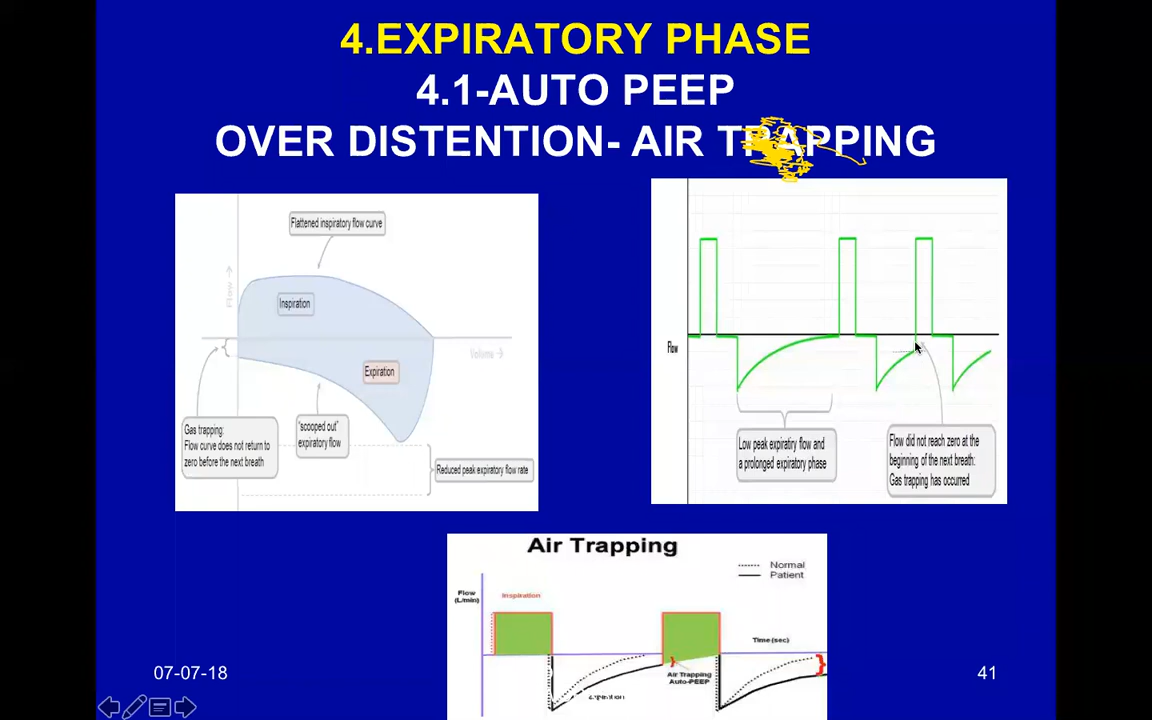 4.EXPIRATORY PHASE
4.1-AUTO PEEP
OVER DISTENTION- AIR TRAPPING
Flattened inspiratory flow curve
Flow →
Inspiration
Volume →
Expiration
Gas trapping:
Flow curve does not return to
zero before the next breath
"scooped out"
expiratory flow
Reduced peak expiratory flow rate
Flow
Low peak expiratiry flow and
a prolonged expiratory phase
Flow did not reach zero at the
beginning of the next breath:
Gas trapping has occurred
Air Trapping
Normal
Patient
Flow
(L/min)
Inspiration
Time (sec)
Air Trapping
Auto-PEEP
Expiration
07-07-18
41